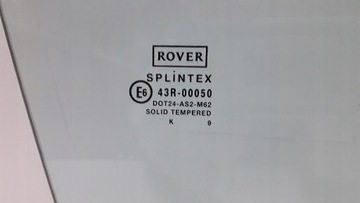 ROVER
SPLiNTEX
E6 43R-00050
DOT24-AS2-M62
SOLID TEMPERED
K 9